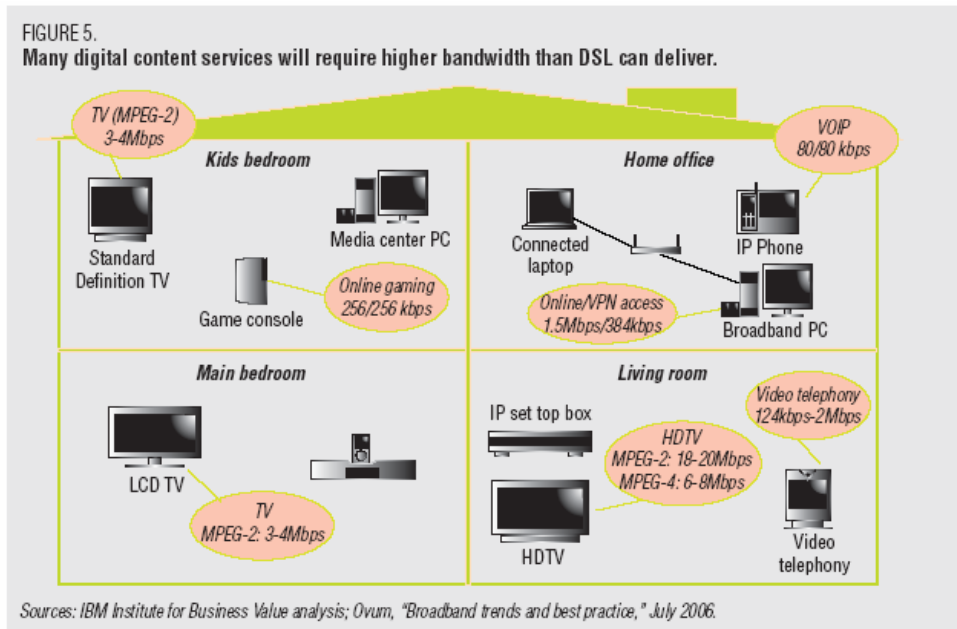 FIGURE 5.
Many digital content services will require higher bandwidth than DSL can deliver.
TV (MPEG-2)
3-4Mbps
VOIP
80/80 kbps
Kids bedroom
Home office
Standard
Definition TV
Media center PC
Game console
Online gaming
256/256 kbps
Connected
laptop
IP Phone
Online/VPN access
1.5Mbps/384kbps
Broadband PC
Main bedroom
Living room
LCD TV
TV
MPEG-2: 3-4Mbps
IP set top box
HDTV
MPEG-2: 18-20Mbps
MPEG-4: 6-8Mbps
HDTV
Video telephony
124kbps-2Mbps
Video
telephony
Sources: IBM Institute for Business Value analysis; Ovum, "Broadband trends and best practice," July 2006.